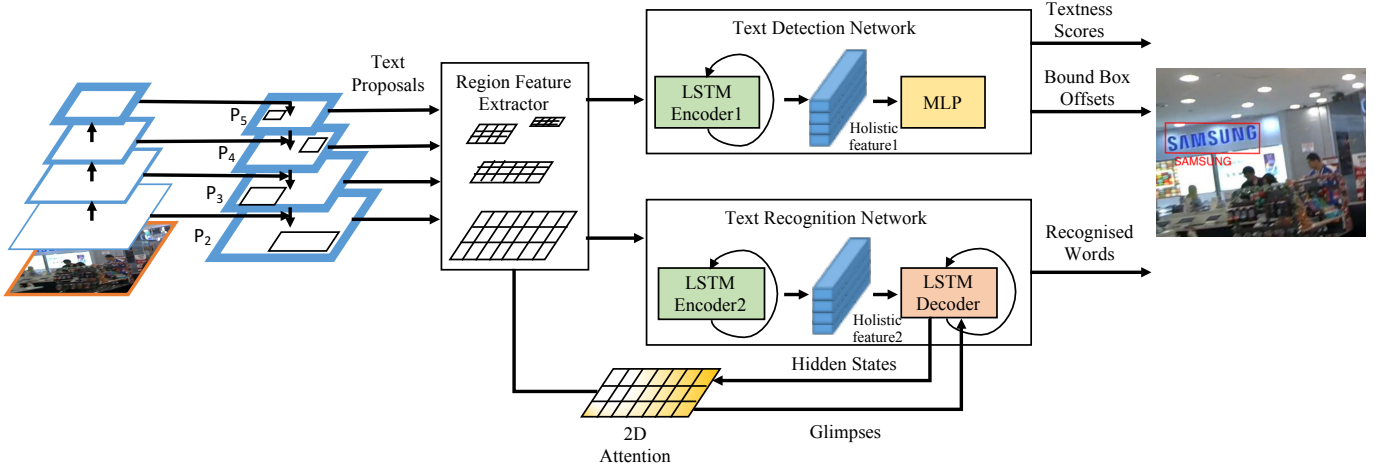 Text
Proposals
P5
P4
P3
P2
Region Feature
Extractor
Text Detection Network
LSTM
Encoder1
Holistic
feature1
MLP
Textness
Scores
Bound Box
Offsets
Text Recognition Network
LSTM
Encoder2
Holistic
feature2
LSTM
Decoder
Recognised
Words
Hidden States
Glimpses
2D
Attention
SAMSUNG
SAMSUNG